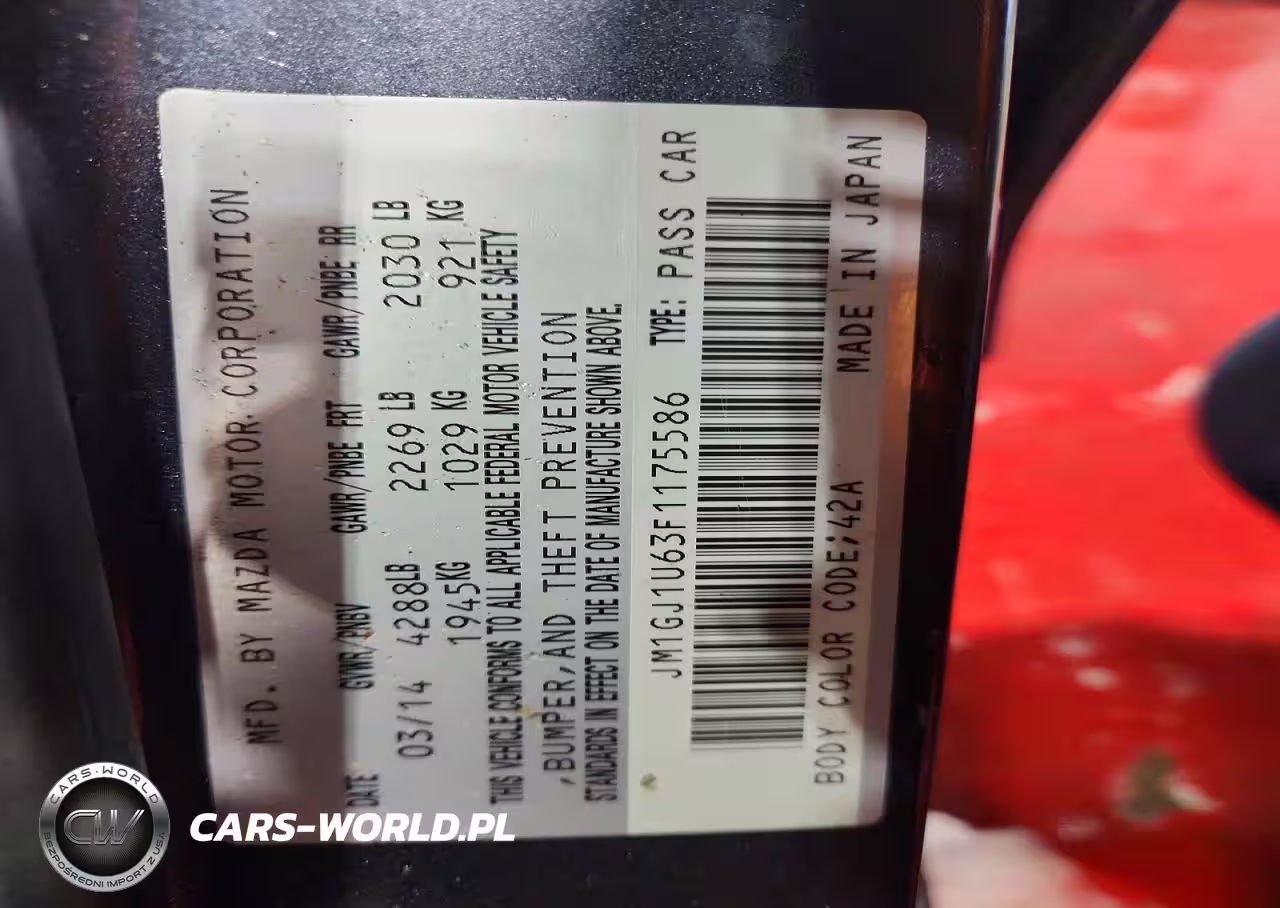 MFD. BY MAZDA MOTOR CORPORATION
DATE GVWR/PNBV GAWR/PNBE FRT GAWR/PNBE RR
03/14 4288LB 2269 LB 2030 LB
1945KG 1029 KG 921 KG
THIS VEHICLE CONFORMS TO ALL APPLICABLE FEDERAL MOTOR VEHICLE SAFETY
,BUMPER,AND THEFT PREVENTION
STANDARDS IN EFFECT ON THE DATE OF MANUFACTURE SHOWN ABOVE.
JM1GJ1U63F1175586 TYPE: PASS CAR
BODY COLOR CODE;42A MADE IN JAPAN
CARS-WORLD
CW
BEZPOŚREDNI IMPORT Z USA
CARS-WORLD.PL